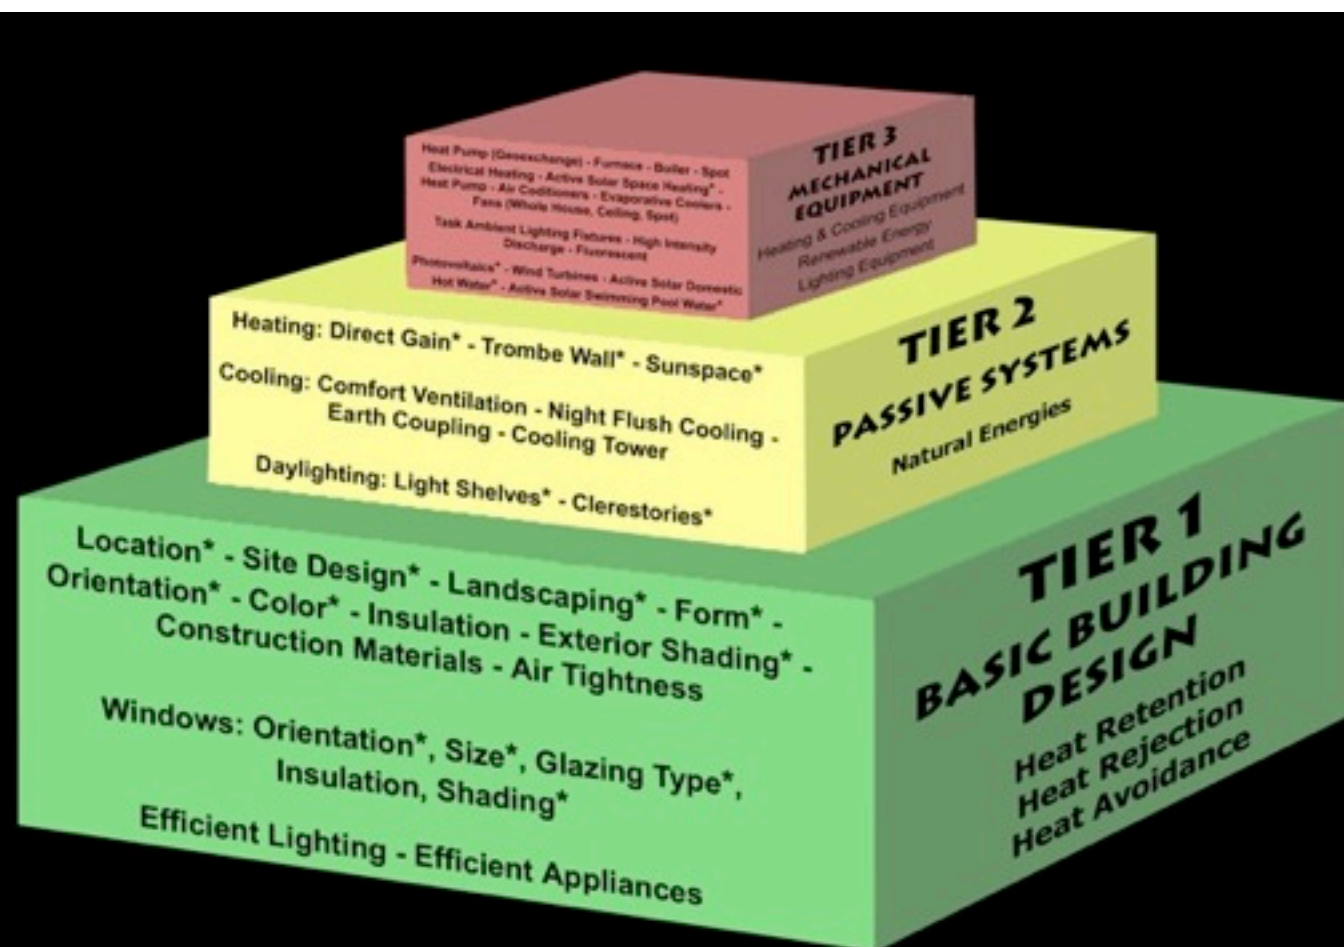 Heat Pump (Geoexchange) - Furnace - Boiler - Spot
Electrical Heating - Active Solar Space Heating* -
Heat Pump - Air Coditioners - Evaporative Coolers -
Fans (Whole House, Ceiling, Spot)
Task Ambient Lighting Fixtures - High Intensity
Discharge - Fluorescent
Photovoltaics* - Wind Turbines - Active Solar Domestic
Hot Water* - Active Solar Swimming Pool Water*
TIER 3
MECHANICAL
EQUIPMENT
Heating & Cooling Equipment
Renewable Energy
Lighting Equipment
Heating: Direct Gain* - Trombe Wall* - Sunspace*
Cooling: Comfort Ventilation - Night Flush Cooling -
Earth Coupling - Cooling Tower
Daylighting: Light Shelves* - Clerestories*
TIER 2
PASSIVE SYSTEMS
Natural Energies
Location* - Site Design* - Landscaping* - Form* -
Orientation* - Color* - Insulation - Exterior Shading* -
Construction Materials - Air Tightness
Windows: Orientation*, Size*, Glazing Type*,
Insulation, Shading*
Efficient Lighting - Efficient Appliances
TIER 1
BASIC BUILDING
DESIGN
Heat Retention
Heat Rejection
Heat Avoidance